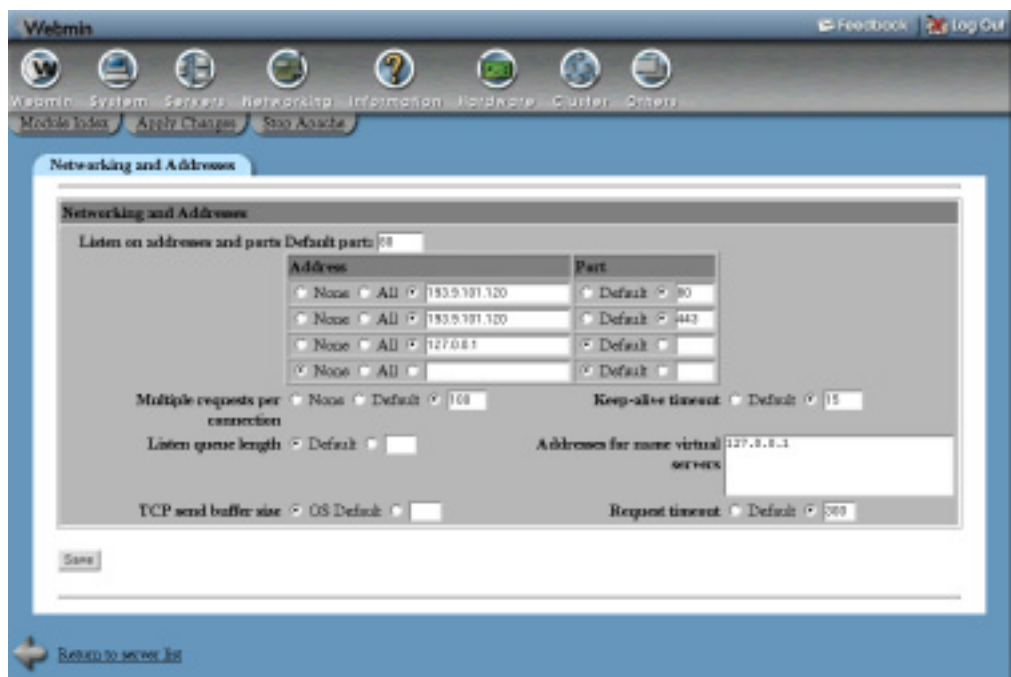 Webmin
Feedback Log Out
Webmin System Servers Networking Information Hardware Cluster Others
Module Index Apply Changes Stop Apache
Networking and Addresses
Networking and Addresses
Listen on addresses and ports Default port: 80
Address Port
None All 193.9.101.120 Default 80
None All 193.9.101.120 Default 443
None All 127.0.0.1 Default
None All Default
Multiple requests per connection None Default 100 Keep-alive timeout Default 15
Listen queue length Default Addresses for name virtual servers 127.0.0.1
TCP send buffer size OS Default Request timeout Default 300
Save
Return to server list